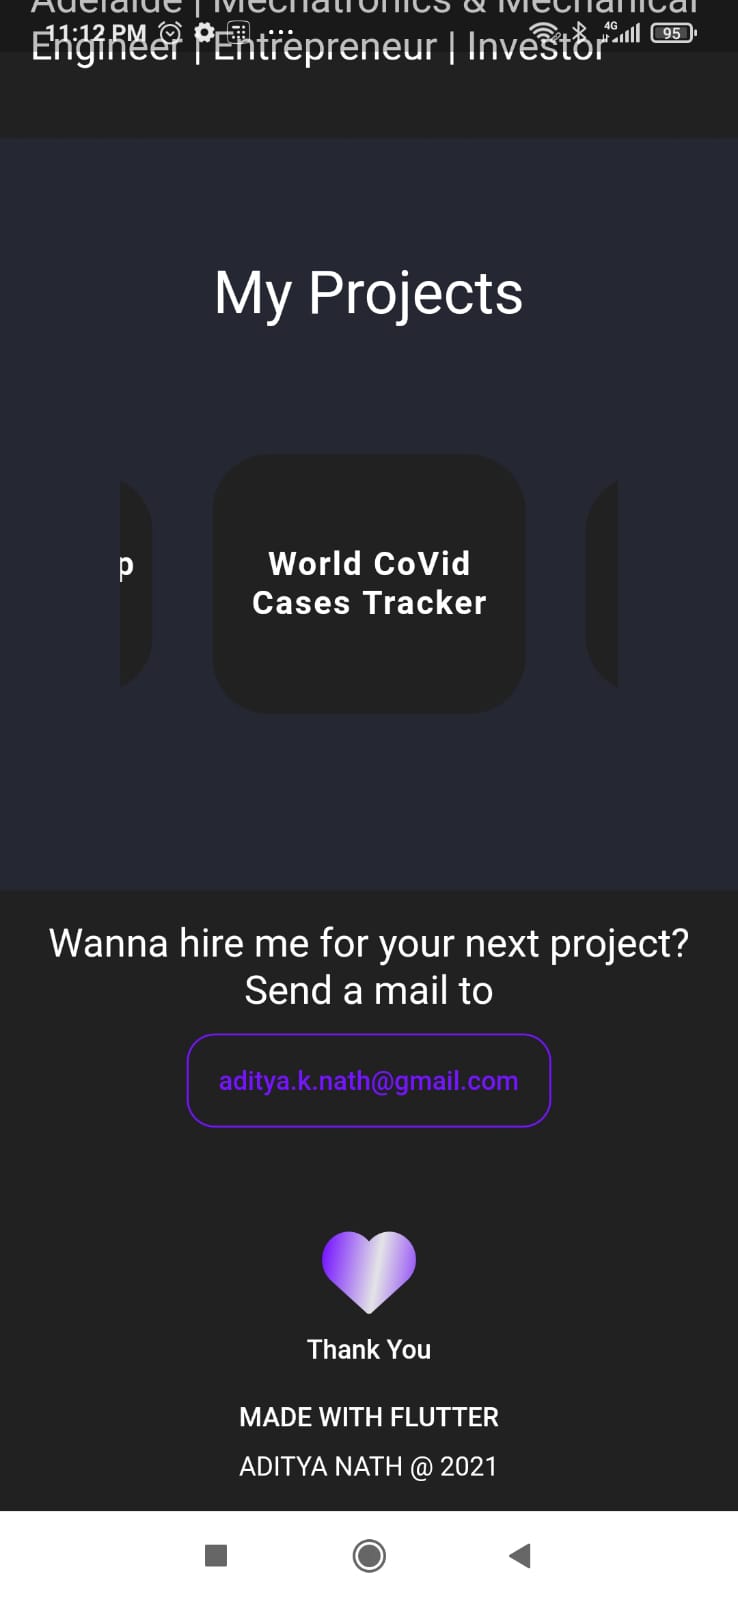 Adelaide | Mechatronics & Mechanical
11:12 PM
4G
95
Engineer | Entrepreneur | Investor
My Projects
p
World CoVid
Cases Tracker
Wanna hire me for your next project?
Send a mail to
aditya.k.nath@gmail.com
Thank You
MADE WITH FLUTTER
ADITYA NATH @ 2021